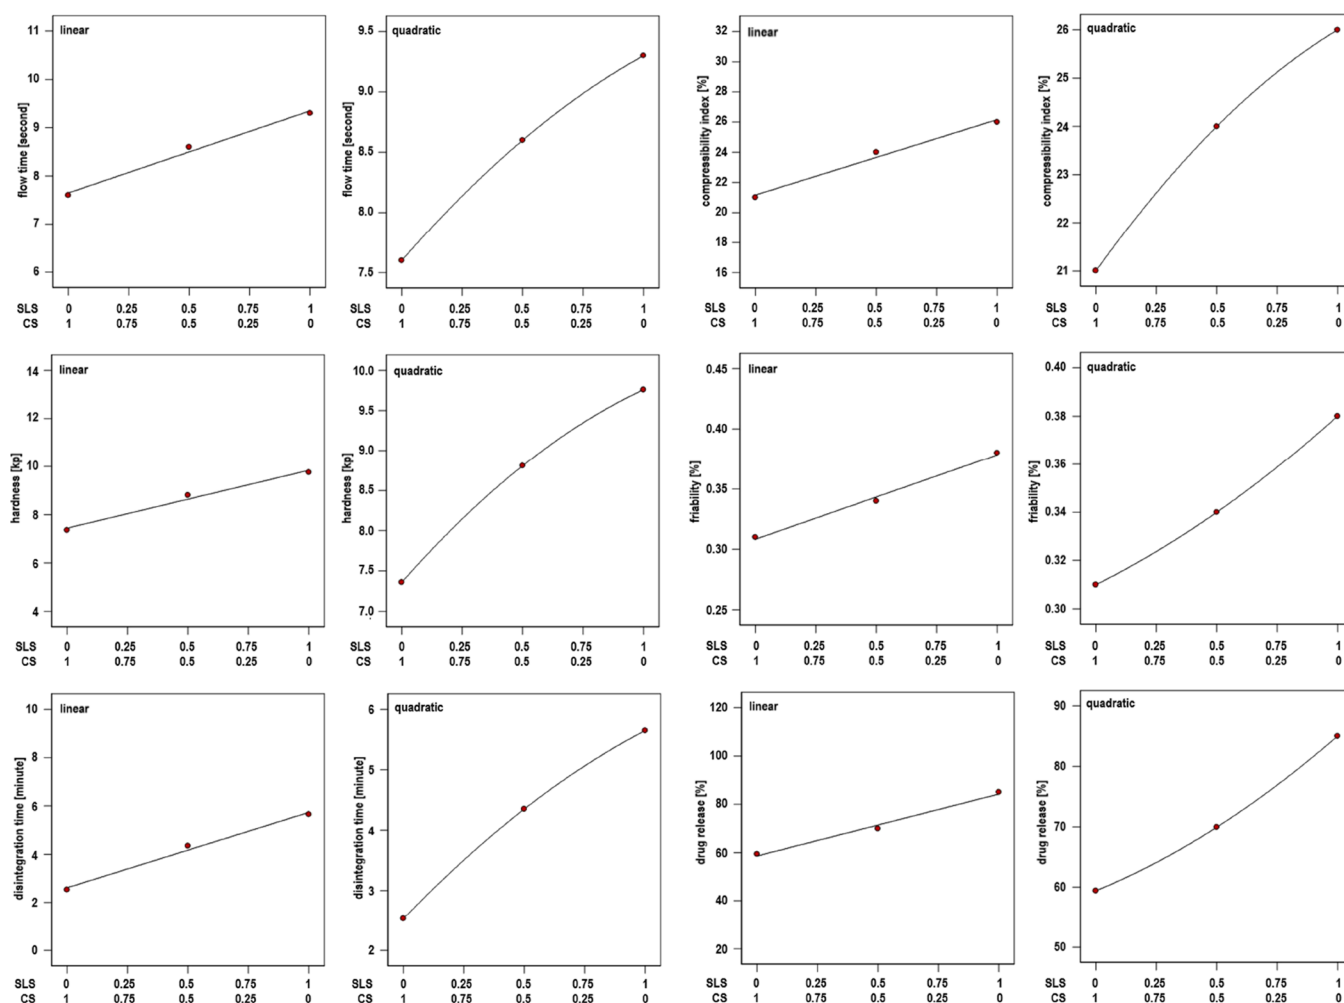 linear
11
10
9
8
7
6
flow time [second]
SLS 0 0.25 0.5 0.75 1
CS 1 0.75 0.5 0.25 0
quadratic
9.5
9.0
8.5
8.0
7.5
flow time [second]
0 0.25 0.5 0.75 1
1 0.75 0.5 0.25 0
linear
32
30
28
26
24
22
20
18
16
compressibility index [%]
SLS 0 0.25 0.5 0.75 1
CS 1 0.75 0.5 0.25 0
quadratic
26
25
24
23
22
21
compressibility index [%]
SLS 0 0.25 0.5 0.75 1
CS 1 0.75 0.5 0.25 0
linear
14
12
10
8
6
4
hardness [kp]
SLS 0 0.25 0.5 0.75 1
CS 1 0.75 0.5 0.25 0
quadratic
10.0
9.5
9.0
8.5
8.0
7.5
7.0
hardness [kp]
0 0.25 0.5 0.75 1
1 0.75 0.5 0.25 0
linear
0.45
0.40
0.35
0.30
0.25
friability [%]
SLS 0 0.25 0.5 0.75 1
CS 1 0.75 0.5 0.25 0
quadratic
0.40
0.38
0.36
0.34
0.32
0.30
friability [%]
SLS 0 0.25 0.5 0.75 1
CS 1 0.75 0.5 0.25 0
linear
10
8
6
4
2
0
disintegration time [minute]
SLS 0 0.25 0.5 0.75 1
CS 1 0.75 0.5 0.25 0
quadratic
6
5
4
3
2
disintegration time [minute]
0 0.25 0.5 0.75 1
1 0.75 0.5 0.25 0
linear
120
100
80
60
40
20
drug release [%]
SLS 0 0.25 0.5 0.75 1
CS 1 0.75 0.5 0.25 0
quadratic
90
80
70
60
50
drug release [%]
SLS 0 0.25 0.5 0.75 1
CS 1 0.75 0.5 0.25 0